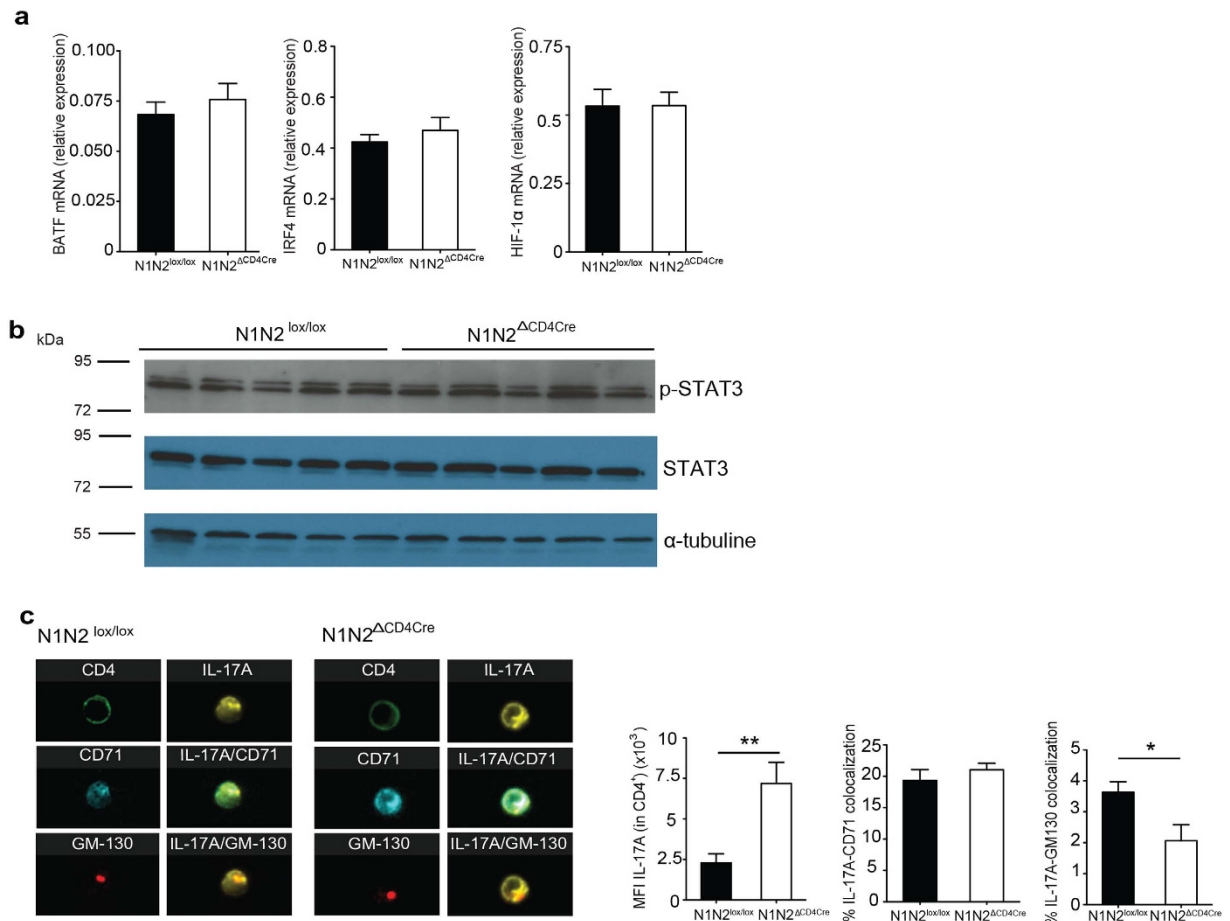 a
BATF mRNA (relative expression)
0.100
0.075
0.050
0.025
0.000
N1N2lox/lox
N1N2ΔCD4Cre
IRF4 mRNA (relative expression)
0.8
0.6
0.4
0.2
0
N1N2lox/lox
N1N2ΔCD4Cre
HIF-1α mRNA (relative expression)
0.75
0.5
0.25
0
N1N2lox/lox
N1N2ΔCD4Cre
b
kDa
N1N2 lox/lox
N1N2 ΔCD4Cre
95
72
p-STAT3
95
72
STAT3
55
α-tubuline
c
N1N2 lox/lox
CD4
IL-17A
CD71
IL-17A/CD71
GM-130
IL-17A/GM-130
N1N2 ΔCD4Cre
CD4
IL-17A
CD71
IL-17A/CD71
GM-130
IL-17A/GM-130
MFI IL-17A (in CD4+) (x10³)
10
7.5
5
2.5
0
**
N1N2lox/lox
N1N2ΔCD4Cre
% IL-17A-CD71 colocalization
25
20
15
10
5
0
N1N2lox/lox
N1N2ΔCD4Cre
% IL-17A-GM130 colocalization
5
4
3
2
1
0
*
N1N2lox/lox
N1N2ΔCD4Cre